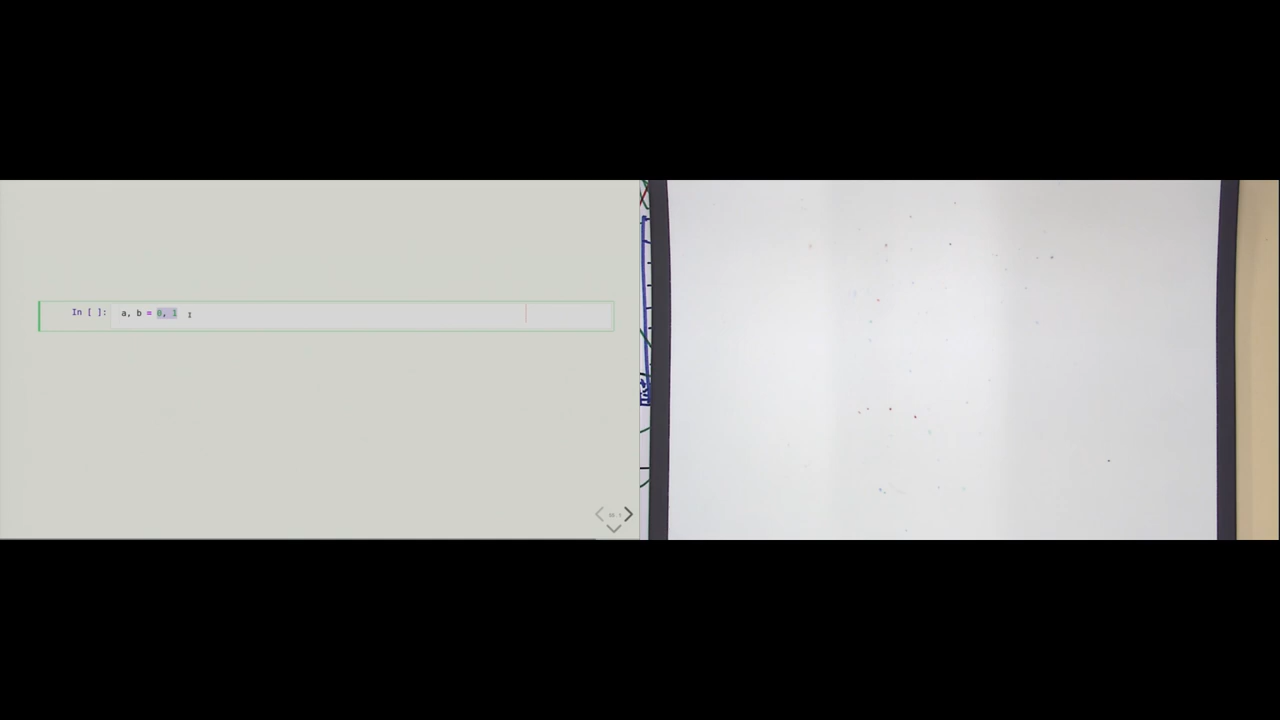 In [ ]: a, b = 0, 1